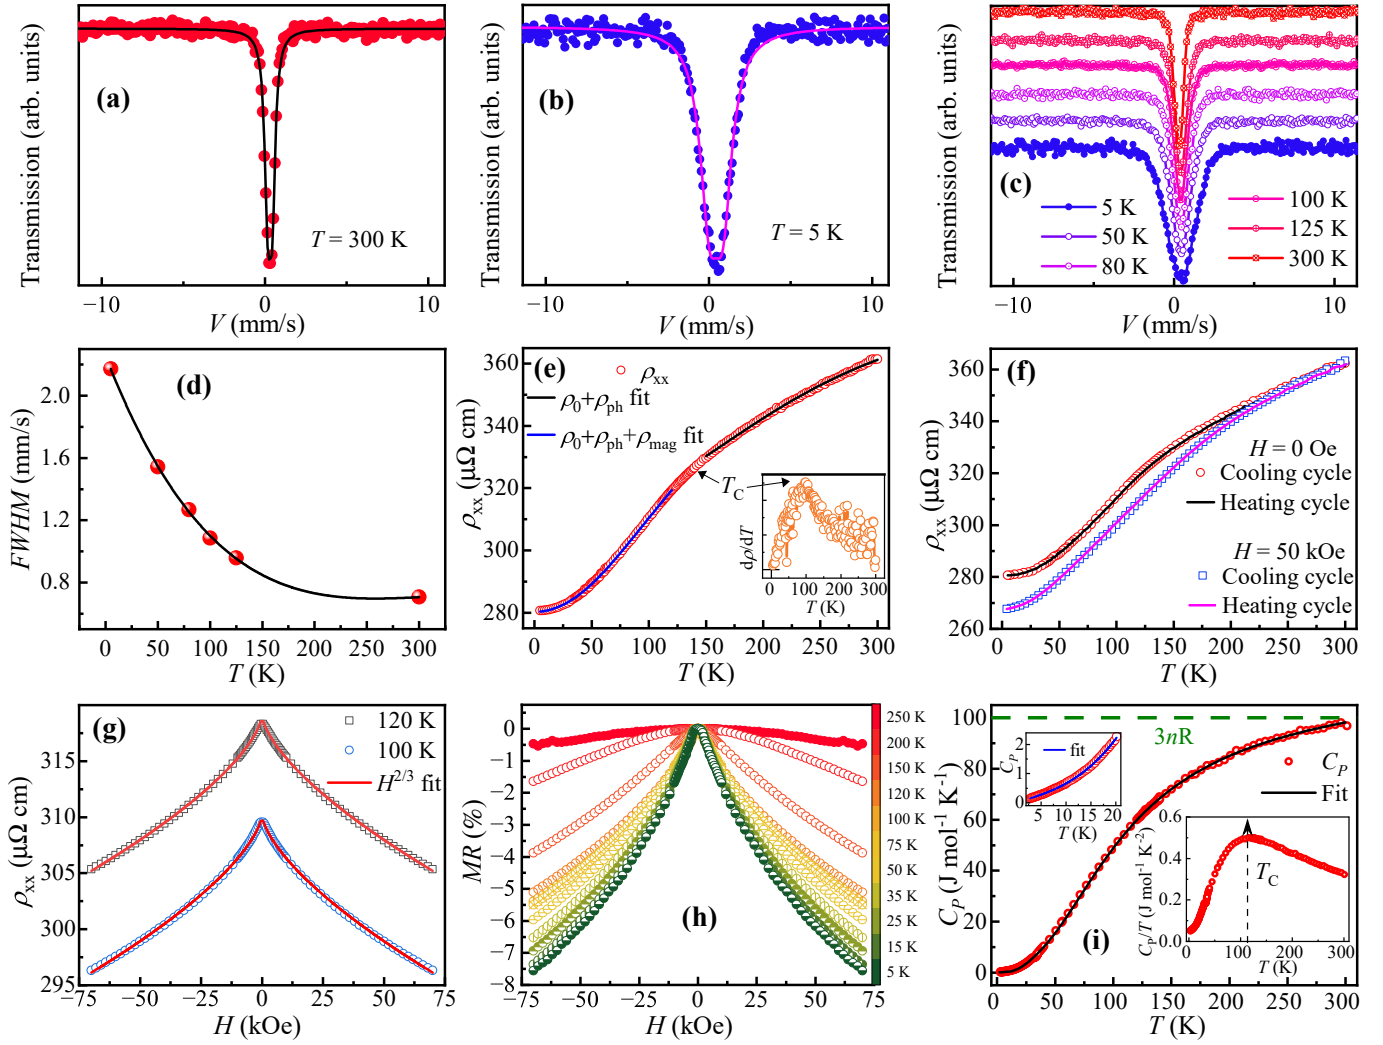 Transmission (arb. units)
(a)
T = 300 K
−10 0 10
V (mm/s)
Transmission (arb. units)
(b)
T = 5 K
−10 0 10
V (mm/s)
Transmission (arb. units)
(c)
5 K
50 K
80 K
100 K
125 K
300 K
−10 0 10
V (mm/s)
FWHM (mm/s)
2.0
1.6
1.2
0.8
(d)
0 50 100 150 200 250 300
T (K)
ρxx (μΩ cm)
360
340
320
300
280
(e)
ρxx
ρ0+ρph fit
ρ0+ρph+ρmag fit
TC
dρ/dT
0 100 200 300
T (K)
0 50 100 150 200 250 300
T (K)
ρxx (μΩ cm)
360
340
320
300
280
260
(f)
H = 0 Oe
Cooling cycle
Heating cycle
H = 50 kOe
Cooling cycle
Heating cycle
0 50 100 150 200 250 300
T (K)
ρxx (μΩ cm)
315
310
305
300
295
(g)
120 K
100 K
H^2/3 fit
−75 −50 −25 0 25 50 75
H (kOe)
MR (%)
0
−1
−2
−3
−4
−5
−6
−7
−8
(h)
250 K
200 K
150 K
120 K
100 K
75 K
50 K
35 K
25 K
15 K
5 K
−75 −50 −25 0 25 50 75
H (kOe)
CP (J mol-1 K-1)
100
80
60
40
20
0
3nR
CP
2
1
0
fit
0 10 15 20
T (K)
CP
Fit
CP/T (J mol-1 K-2)
0.6
0.4
0.2
0.0
TC
0 100 200 300
T (K)
(i)
0 50 100 150 200 250 300
T (K)